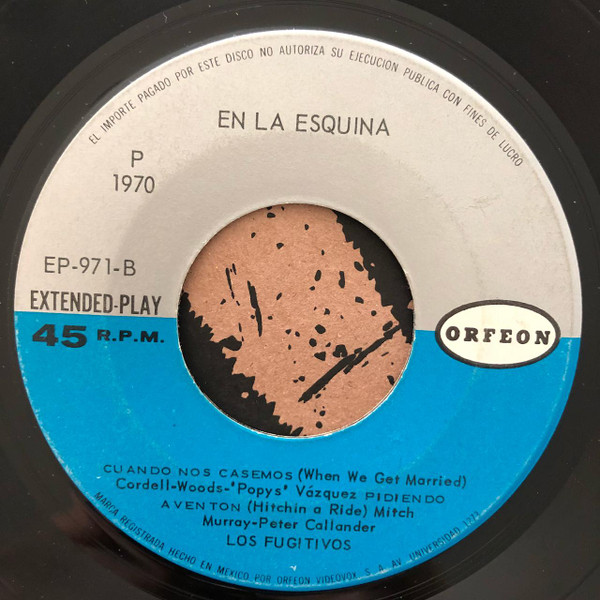 EL IMPORTE PAGADO POR ESTE DISCO NO AUTORIZA SU EJECUCION PUBLICA CON FINES DE LUCRO
EN LA ESQUINA
P
1970
EP-971-B
EXTENDED-PLAY
45 R.P.M.
ORFEON
CUANDO NOS CASEMOS (When We Get Married)
Cordell-Woods-"Popys" Vázquez PIDIENDO
AVENTON (Hitchin a Ride) Mitch
Murray-Peter Callander
LOS FUGITIVOS
MARCA REGISTRADA HECHO EN MEXICO POR ORFEON VIDEOVOX S. A. AV. UNIVERSIDAD 1273